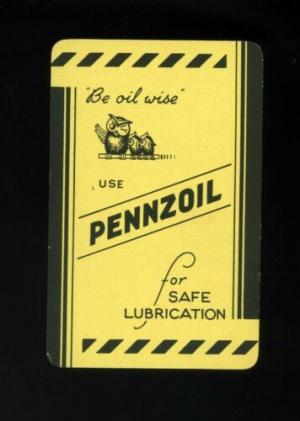 "Be oil wise"
USE
PENNZOIL
for
SAFE
LUBRICATION